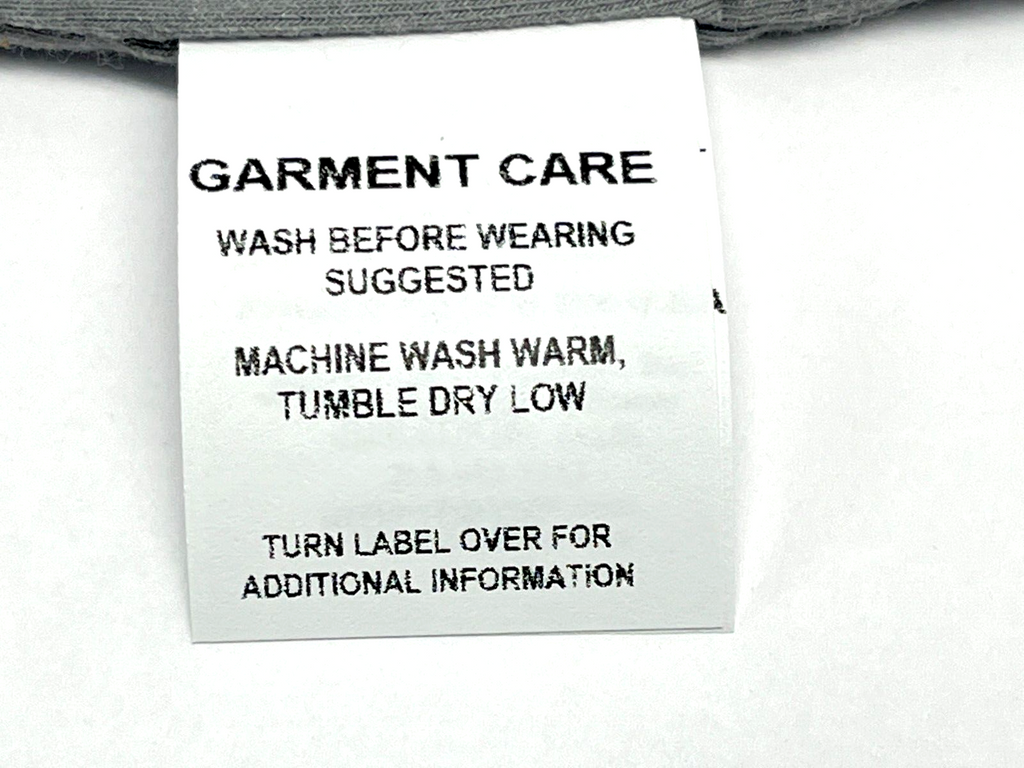 GARMENT CARE
WASH BEFORE WEARING
SUGGESTED
MACHINE WASH WARM,
TUMBLE DRY LOW
TURN LABEL OVER FOR
ADDITIONAL INFORMATION